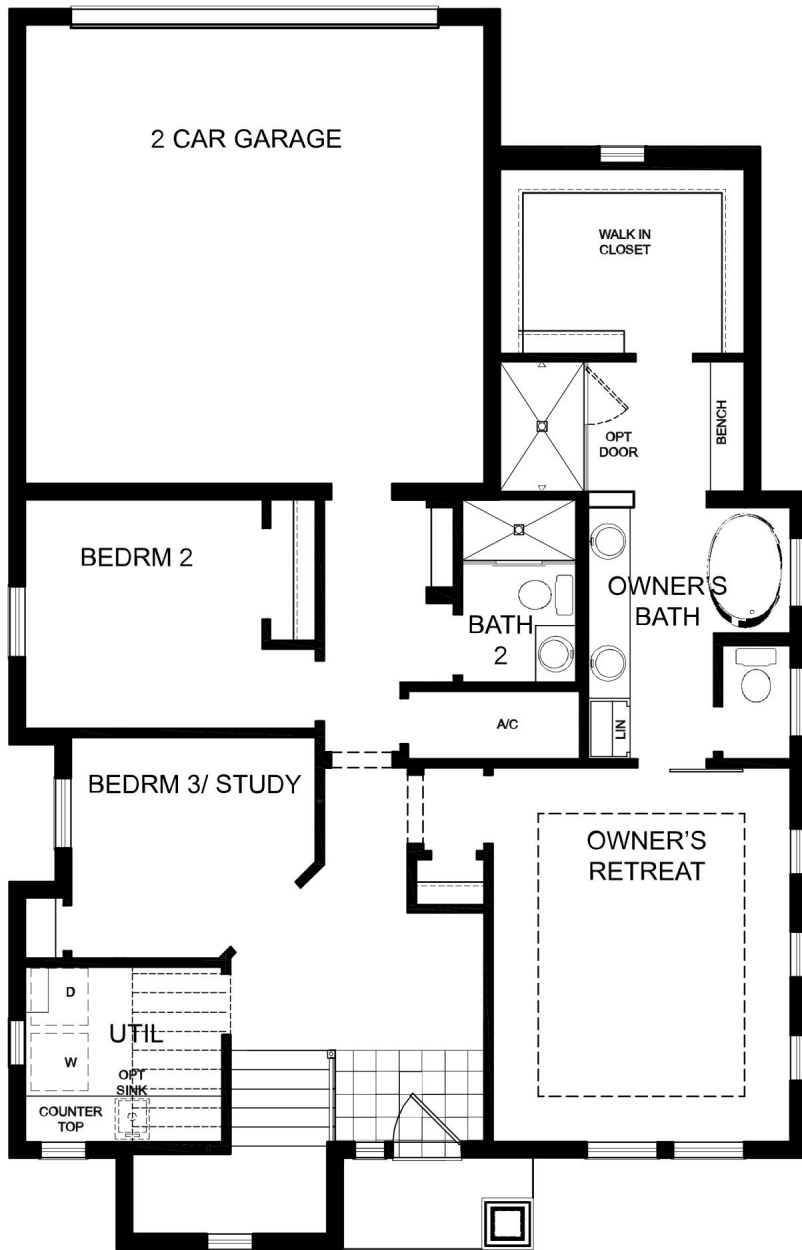 2 CAR GARAGE
WALK IN
CLOSET
OPT
DOOR
BENCH
BEDRM 2
OWNER'S
BATH
BATH
2
A/C
LIN
BEDRM 3/ STUDY
OWNER'S
RETREAT
D
UTIL
W
OPT
SINK
COUNTER
TOP